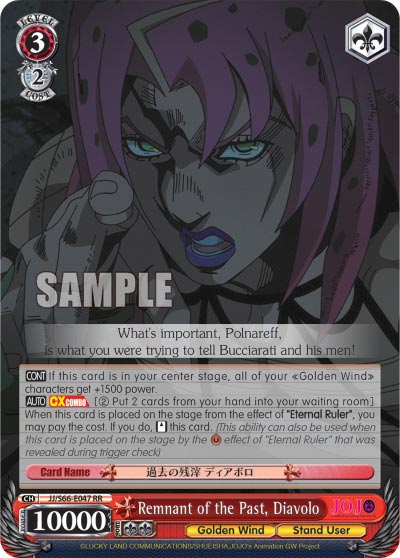 LEVEL
3
2
COST
SAMPLE
What's important, Polnareff,
is what you were trying to tell Bucciarati and his men!
CONT If this card is in your center stage, all of your «Golden Wind»
characters get +1500 power.
AUTO CXCOMBO [② Put 2 cards from your hand into your waiting room]
When this card is placed on the stage from the effect of "Eternal Ruler", you
may pay the cost. If you do, this card. (This ability can also be used when
this card is placed on the stage by the effect of "Eternal Ruler" that was
revealed during trigger check)
Card Name 過去の残滓 ディアボロ
CH JJ/S66-E047 RR
Remnant of the Past, Diavolo JOJO
POWER 10000 SOUL
Golden Wind Stand User
©LUCKY LAND COMMUNICATIONS/SHUEISHA,JOJO's Animation GW Project